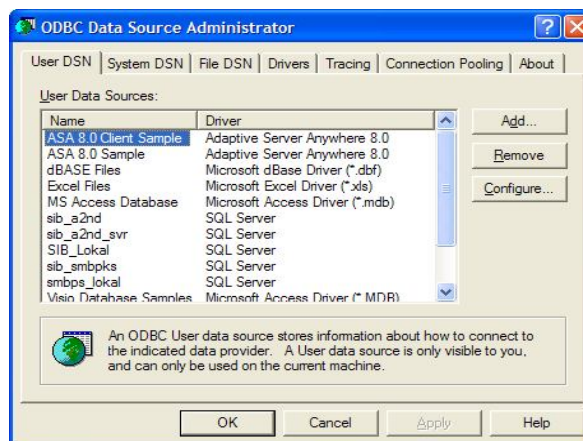 ODBC Data Source Administrator
User DSN System DSN File DSN Drivers Tracing Connection Pooling About
User Data Sources:
Name Driver
ASA 8.0 Client Sample Adaptive Server Anywhere 8.0
ASA 8.0 Sample Adaptive Server Anywhere 8.0
dBASE Files Microsoft dBase Driver (*.dbf)
Excel Files Microsoft Excel Driver (*.xls)
MS Access Database Microsoft Access Driver (*.mdb)
sib_a2nd SQL Server
sib_a2nd_svr SQL Server
SIB_Lokal SQL Server
sib_smbpks SQL Server
smbps_lokal SQL Server
Visio Database Samples Microsoft Access Driver (*.MDB)
Add...
Remove
Configure...
An ODBC User data source stores information about how to connect to
the indicated data provider. A User data source is only visible to you,
and can only be used on the current machine.
OK Cancel Apply Help